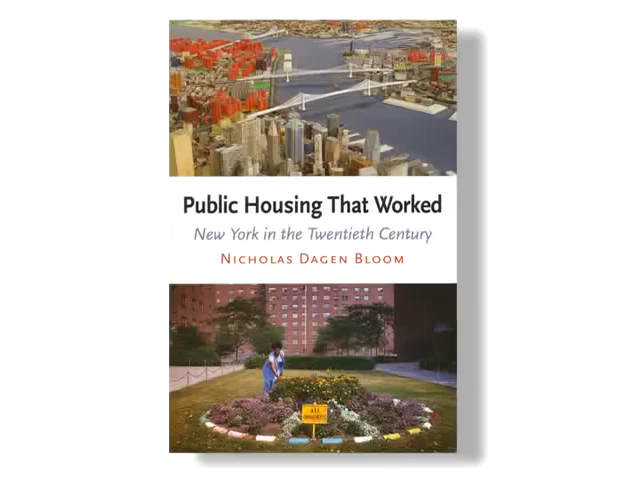 Public Housing That Worked
New York in the Twentieth Century
NICHOLAS DAGEN BLOOM